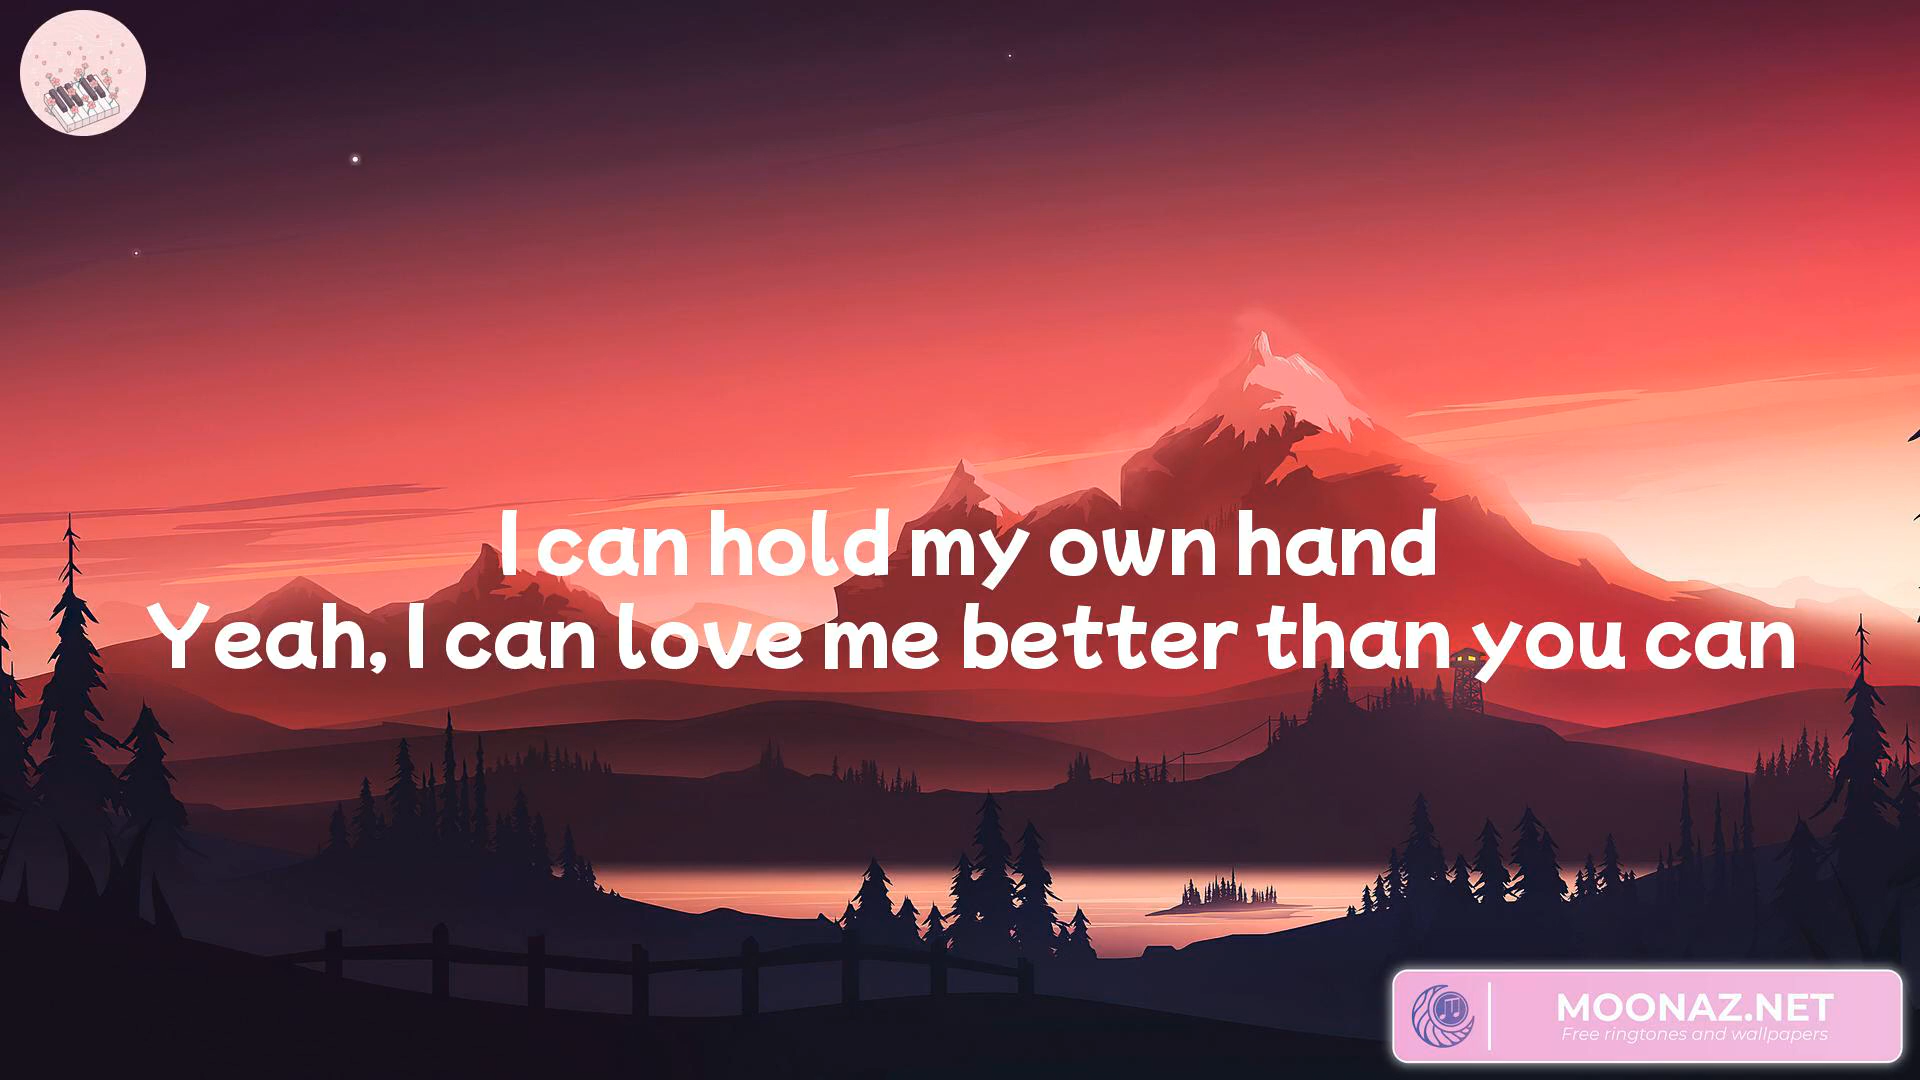 I can hold my own hand
Yeah, I can love me better than you can
MOONAZ.NET
Free ringtones and wallpapers